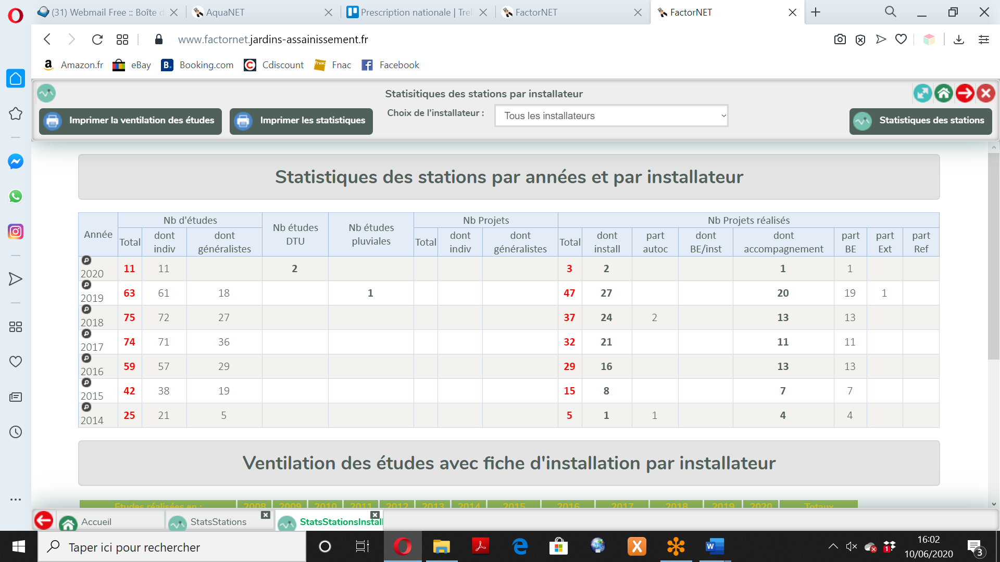 (31) Webmail Free :: Boîte d
AquaNET
Prescription nationale | Trel
FactorNET
FactorNET
www.factornet.jardins-assainissement.fr
Amazon.fr
eBay
Booking.com
Cdiscount
Fnac
Facebook
Statisitiques des stations par installateur
Imprimer la ventilation des études
Imprimer les statistiques
Choix de l'installateur :
Tous les installateurs
Statistiques des stations
Statistiques des stations par années et par installateur
Année Nb d'études Nb études DTU Nb études pluviales Nb Projets Nb Projets réalisés
Total dont indiv dont généralistes Total dont indiv dont généralistes Total dont install part autoc dont BE/inst dont accompagnement part BE part Ext part Ref
2020 11 11 2 3 2 1 1
2019 63 61 18 1 47 27 20 19 1
2018 75 72 27 37 24 2 13 13
2017 74 71 36 32 21 11 11
2016 59 57 29 29 16 13 13
2015 42 38 19 15 8 7 7
2014 25 21 5 5 1 1 4 4
Ventilation des études avec fiche d'installation par installateur
Etudes réalisées en : 2008 2009 2010 2011 2012 2013 2014 2015 2016 2017 2018 2019 2020 Totaux
Accueil
StatsStations
StatsStationsInstall
Taper ici pour rechercher
16:02
10/06/2020
3